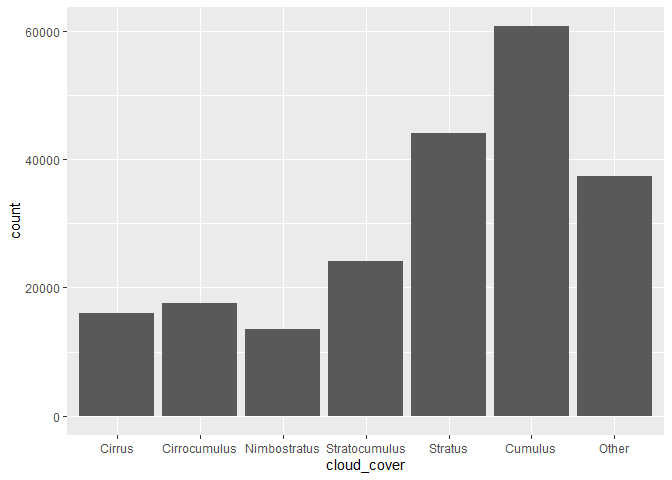 count
60000
40000
20000
0
Cirrus Cirrocumulus Nimbostratus Stratocumulus Stratus Cumulus Other
cloud_cover